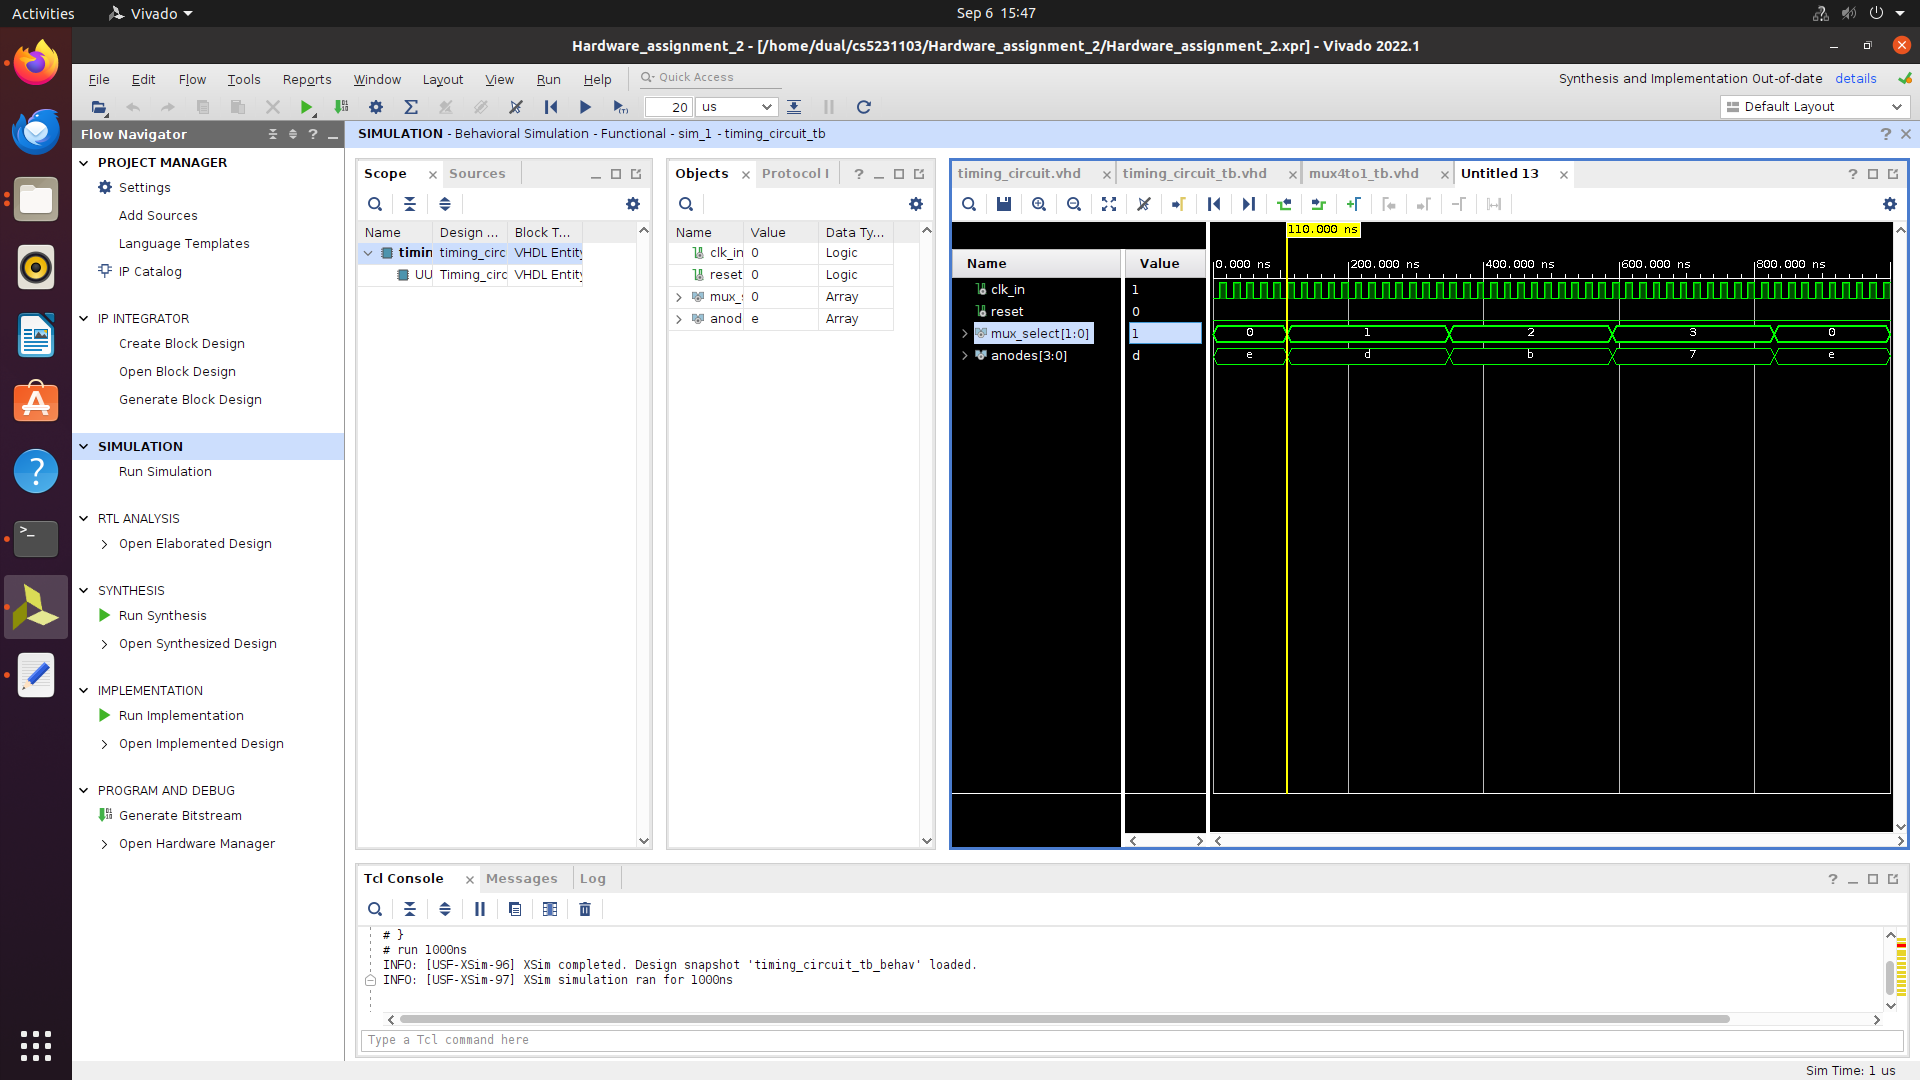 Activities
Vivado
Sep 6 15:47
Hardware_assignment_2 - [/home/dual/cs5231103/Hardware_assignment_2/Hardware_assignment_2.xpr] - Vivado 2022.1
File Edit Flow Tools Reports Window Layout View Run Help
Quick Access
Synthesis and Implementation Out-of-date details
20 us
Default Layout
Flow Navigator
SIMULATION - Behavioral Simulation - Functional - sim_1 - timing_circuit_tb
PROJECT MANAGER
Settings
Add Sources
Language Templates
IP Catalog
IP INTEGRATOR
Create Block Design
Open Block Design
Generate Block Design
SIMULATION
Run Simulation
RTL ANALYSIS
Open Elaborated Design
SYNTHESIS
Run Synthesis
Open Synthesized Design
IMPLEMENTATION
Run Implementation
Open Implemented Design
PROGRAM AND DEBUG
Generate Bitstream
Open Hardware Manager
Scope Sources
Name Design ... Block T...
timin timing_circ VHDL Entity
UU Timing_circ VHDL Entity
Objects Protocol I
Name Value Data Ty...
clk_in 0 Logic
reset 0 Logic
mux_s 0 Array
anod e Array
timing_circuit.vhd timing_circuit_tb.vhd mux4to1_tb.vhd Untitled 13
110.000 ns
Name Value
0.000 ns 200.000 ns 400.000 ns 600.000 ns 800.000 ns
clk_in 1
reset 0
mux_select[1:0] 1 0 1 2 3 0
anodes[3:0] d e d b 7 e
Tcl Console Messages Log
# }
# run 1000ns
INFO: [USF-XSim-96] XSim completed. Design snapshot 'timing_circuit_tb_behav' loaded.
INFO: [USF-XSim-97] XSim simulation ran for 1000ns
Type a Tcl command here
Sim Time: 1 us